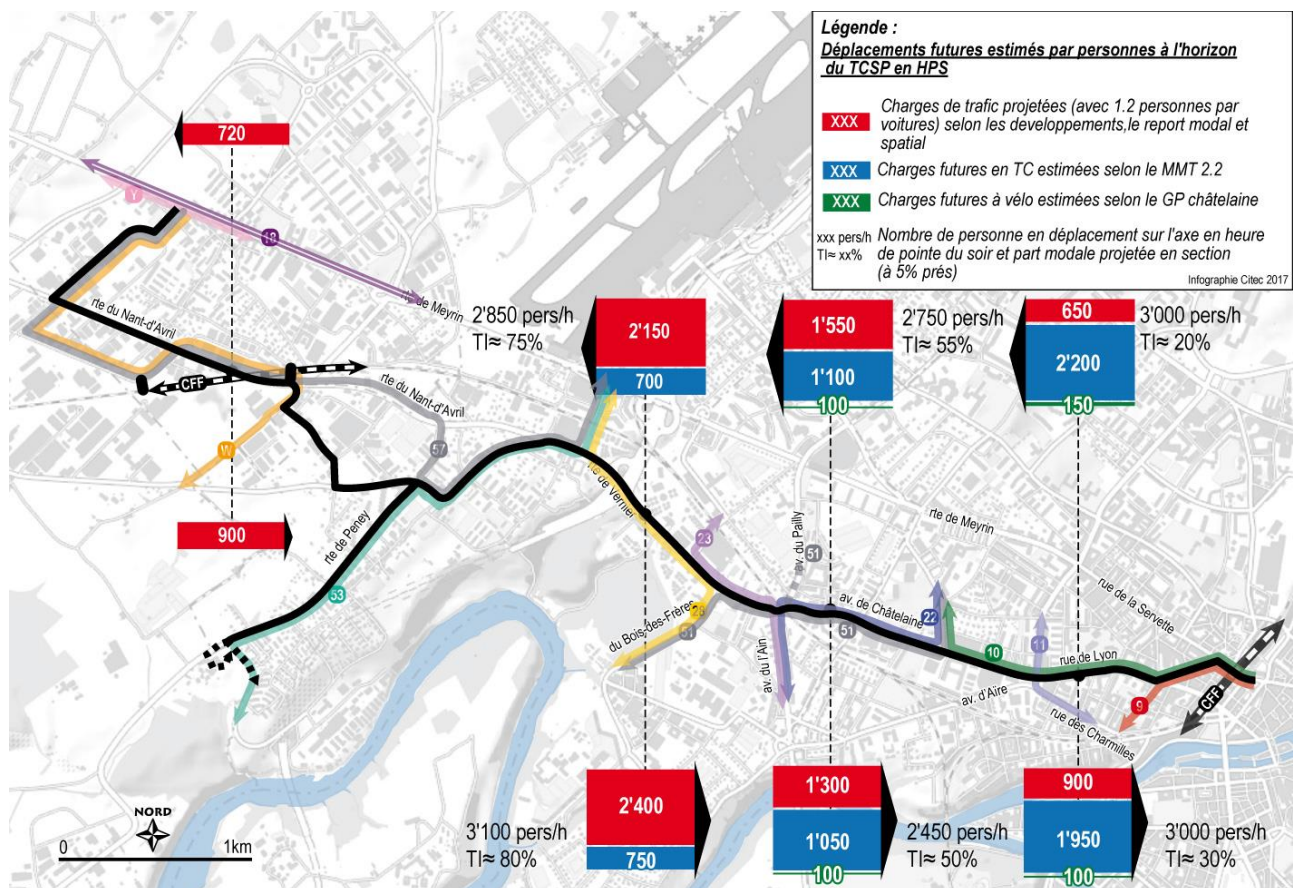 Légende :
Déplacements futures estimés par personnes à l'horizon
du TCSP en HPS
XXX
Charges de trafic projetées (avec 1.2 personnes par
voitures) selon les developpements,le report modal et
spatial
XXX
Charges futures en TC estimées selon le MMT 2.2
XXX
Charges futures à vélo estimées selon le GP châtelaine
xxx pers/h
TI≈ xx%
Nombre de personne en déplacement sur l'axe en heure
de pointe du soir et part modale projetée en section
(à 5% prés)
Infographie Citec 2017
720
Y
18
rte de Meyrin
rte du Nant-d'Avril
CFF
rte du Nant-d'Avril
W
57
900
rte de Peney
53
2'850 pers/h
TI≈ 75%
2'150
700
1'550
1'100
100
2'750 pers/h
TI≈ 55%
650
2'200
150
3'000 pers/h
TI≈ 20%
rte de Vernier
23
av. du Pailly
51
rte de Meyrin
rue de la Servette
du Bois-des-Frères
28
51
av. du l'Ain
av. de Châtelaine
51
22
10
11
rue de Lyon
av. d'Aïre
rue des Charmilles
9
CFF
NORD
0
1km
3'100 pers/h
TI≈ 80%
2'400
750
1'300
1'050
100
2'450 pers/h
TI≈ 50%
900
1'950
100
3'000 pers/h
TI≈ 30%